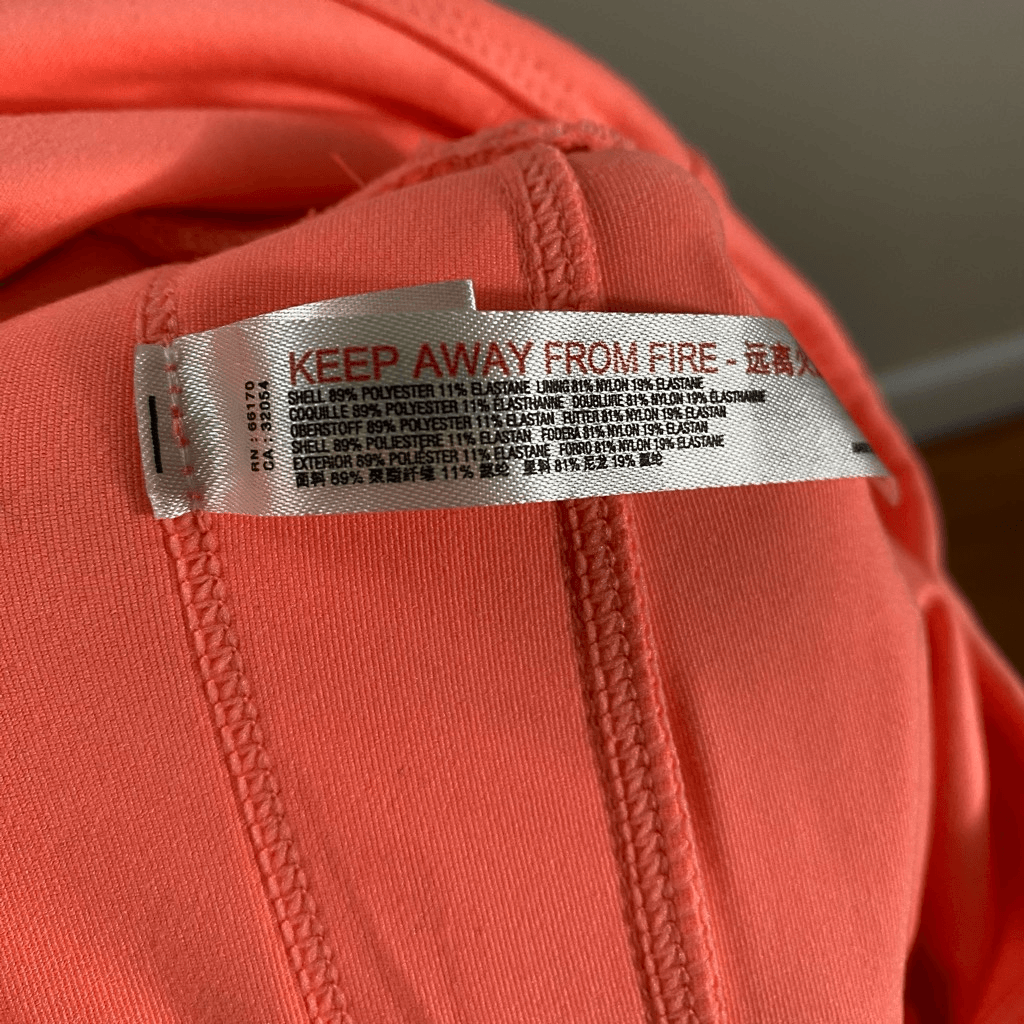 RN : 66170
CA : 32054
KEEP AWAY FROM FIRE - 远离火
SHELL 89% POLYESTER 11% ELASTANE LINING 81% NYLON 19% ELASTANE
COQUILLE 89% POLYESTER 11% ELASTHANNE DOUBLURE 81% NYLON 19% ELASTHANNE
OBERSTOFF 89% POLYESTER 11% ELASTAN FUTTER 81% NYLON 19% ELASTAN
SHELL 89% POLIESTERE 11% ELASTAN FODERA 81% NYLON 19% ELASTAN
EXTERIOR 89% POLIÉSTER 11% ELASTANE FORRO 81% NYLON 19% ELASTANE
面料 89% 聚酯纤维 11% 氨纶 里料 81% 尼龙 19% 氨纶